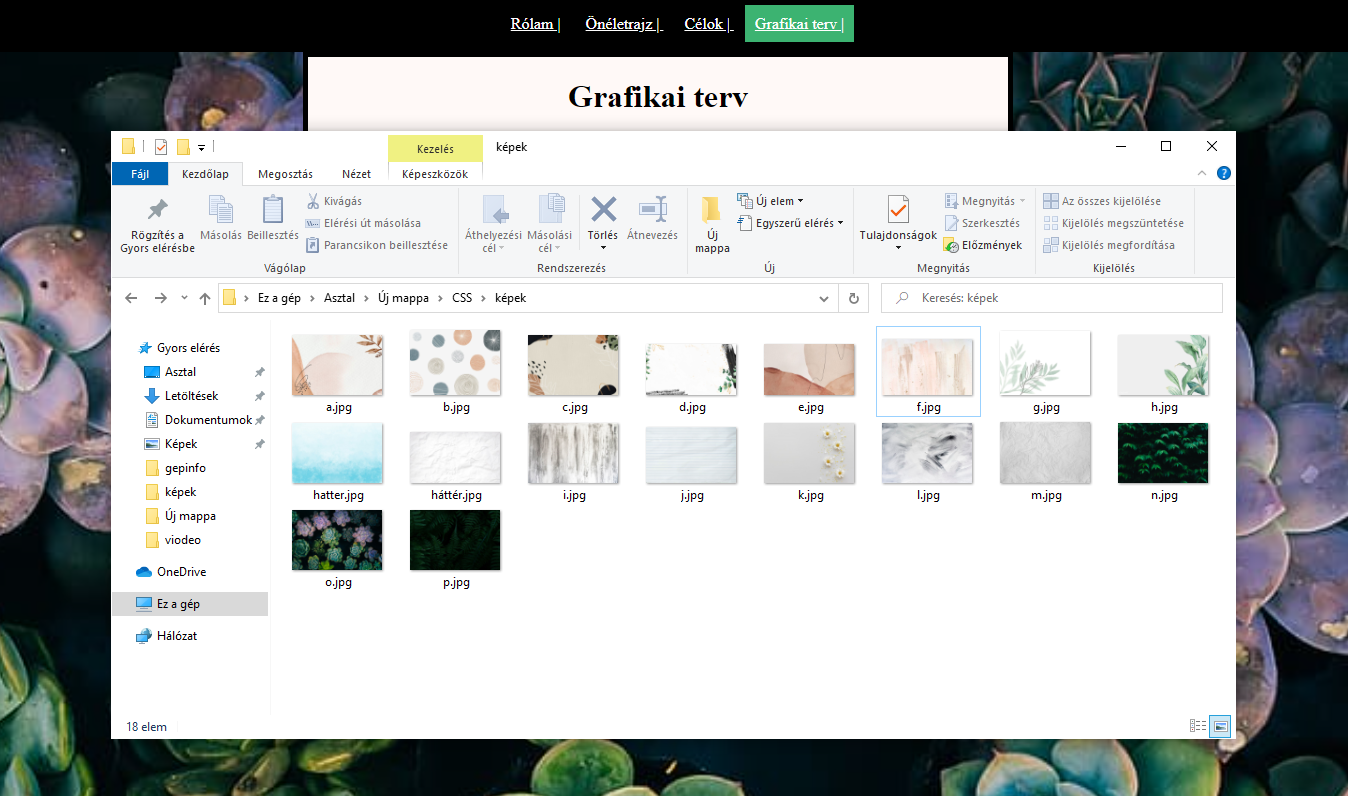 Rólam |
Önéletrajz |
Célok |
Grafikai terv |
Grafikai terv
Kezelés
képek
Fájl
Kezdőlap
Megosztás
Nézet
Képeszközök
Rögzítés a
Gyors elérésbe
Másolás
Beillesztés
Kivágás
Elérési út másolása
Parancsikon beillesztése
Vágólap
Áthelyezési
cél
Másolási
cél
Törlés
Átnevezés
Rendszerezés
Új
mappa
Új elem
Egyszerű elérés
Új
Tulajdonságok
Megnyitás
Szerkesztés
Előzmények
Megnyitás
Az összes kijelölése
Kijelölés megszüntetése
Kijelölés megfordítása
Kijelölés
Ez a gép > Asztal > Új mappa > CSS > képek
Keresés: képek
Gyors elérés
Asztal
Letöltések
Dokumentumok
Képek
gepinfo
képek
Új mappa
viodeo
OneDrive
Ez a gép
Hálózat
a.jpg
b.jpg
c.jpg
d.jpg
e.jpg
f.jpg
g.jpg
h.jpg
hatter.jpg
háttér.jpg
i.jpg
j.jpg
k.jpg
l.jpg
m.jpg
n.jpg
o.jpg
p.jpg
18 elem